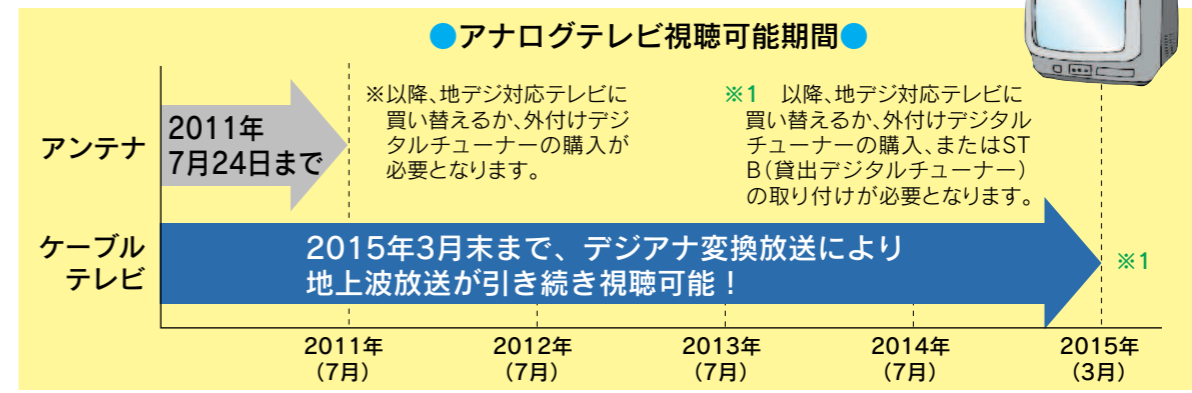 ●アナログテレビ視聴可能期間●
アンテナ
2011年
7月24日まで
※以降、地デジ対応テレビに
買い替えるか、外付けデジ
タルチューナーの購入が
必要となります。
※1　以降、地デジ対応テレビに
買い替えるか、外付けデジタル
チューナーの購入、またはST
B（貸出デジタルチューナー）
の取り付けが必要となります。
ケーブル
テレビ
2015年3月末まで、デジアナ変換放送により
地上波放送が引き続き視聴可能！
※1
2011年
（7月）
2012年
（7月）
2013年
（7月）
2014年
（7月）
2015年
（3月）